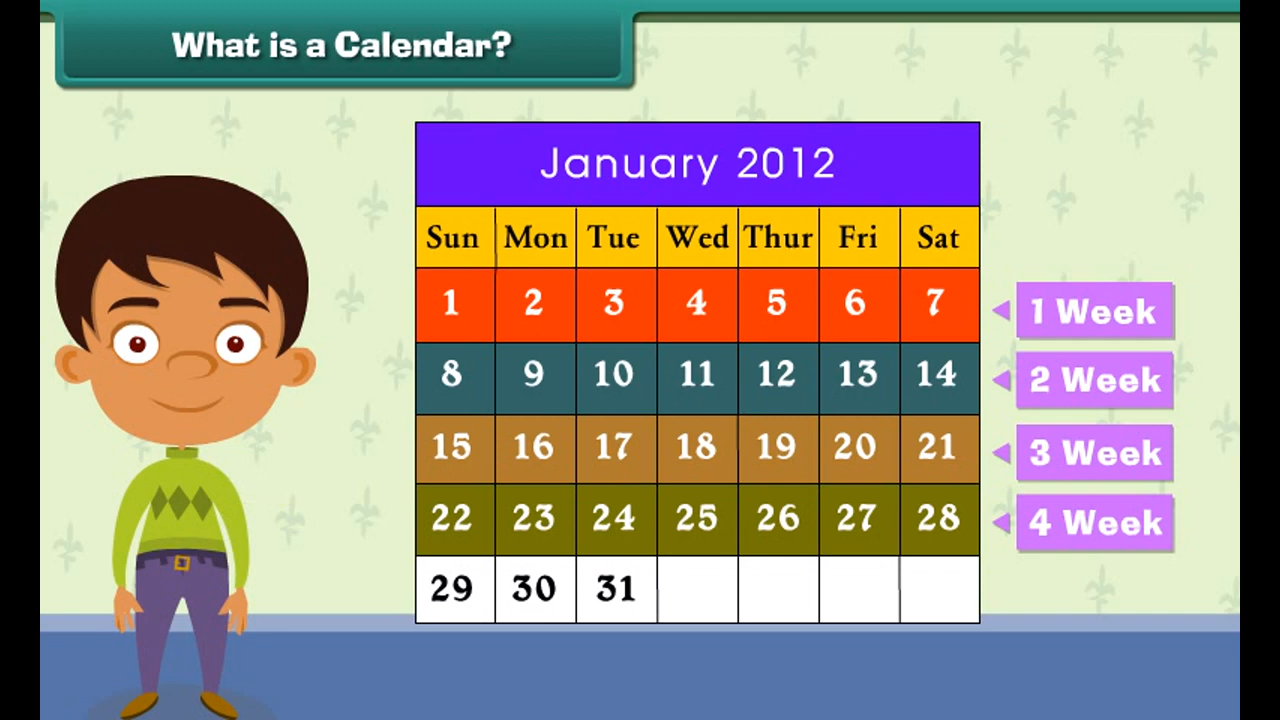 What is a Calendar?
January 2012
Sun Mon Tue Wed Thur Fri Sat
1 2 3 4 5 6 7
1 Week
8 9 10 11 12 13 14
2 Week
15 16 17 18 19 20 21
3 Week
22 23 24 25 26 27 28
4 Week
29 30 31